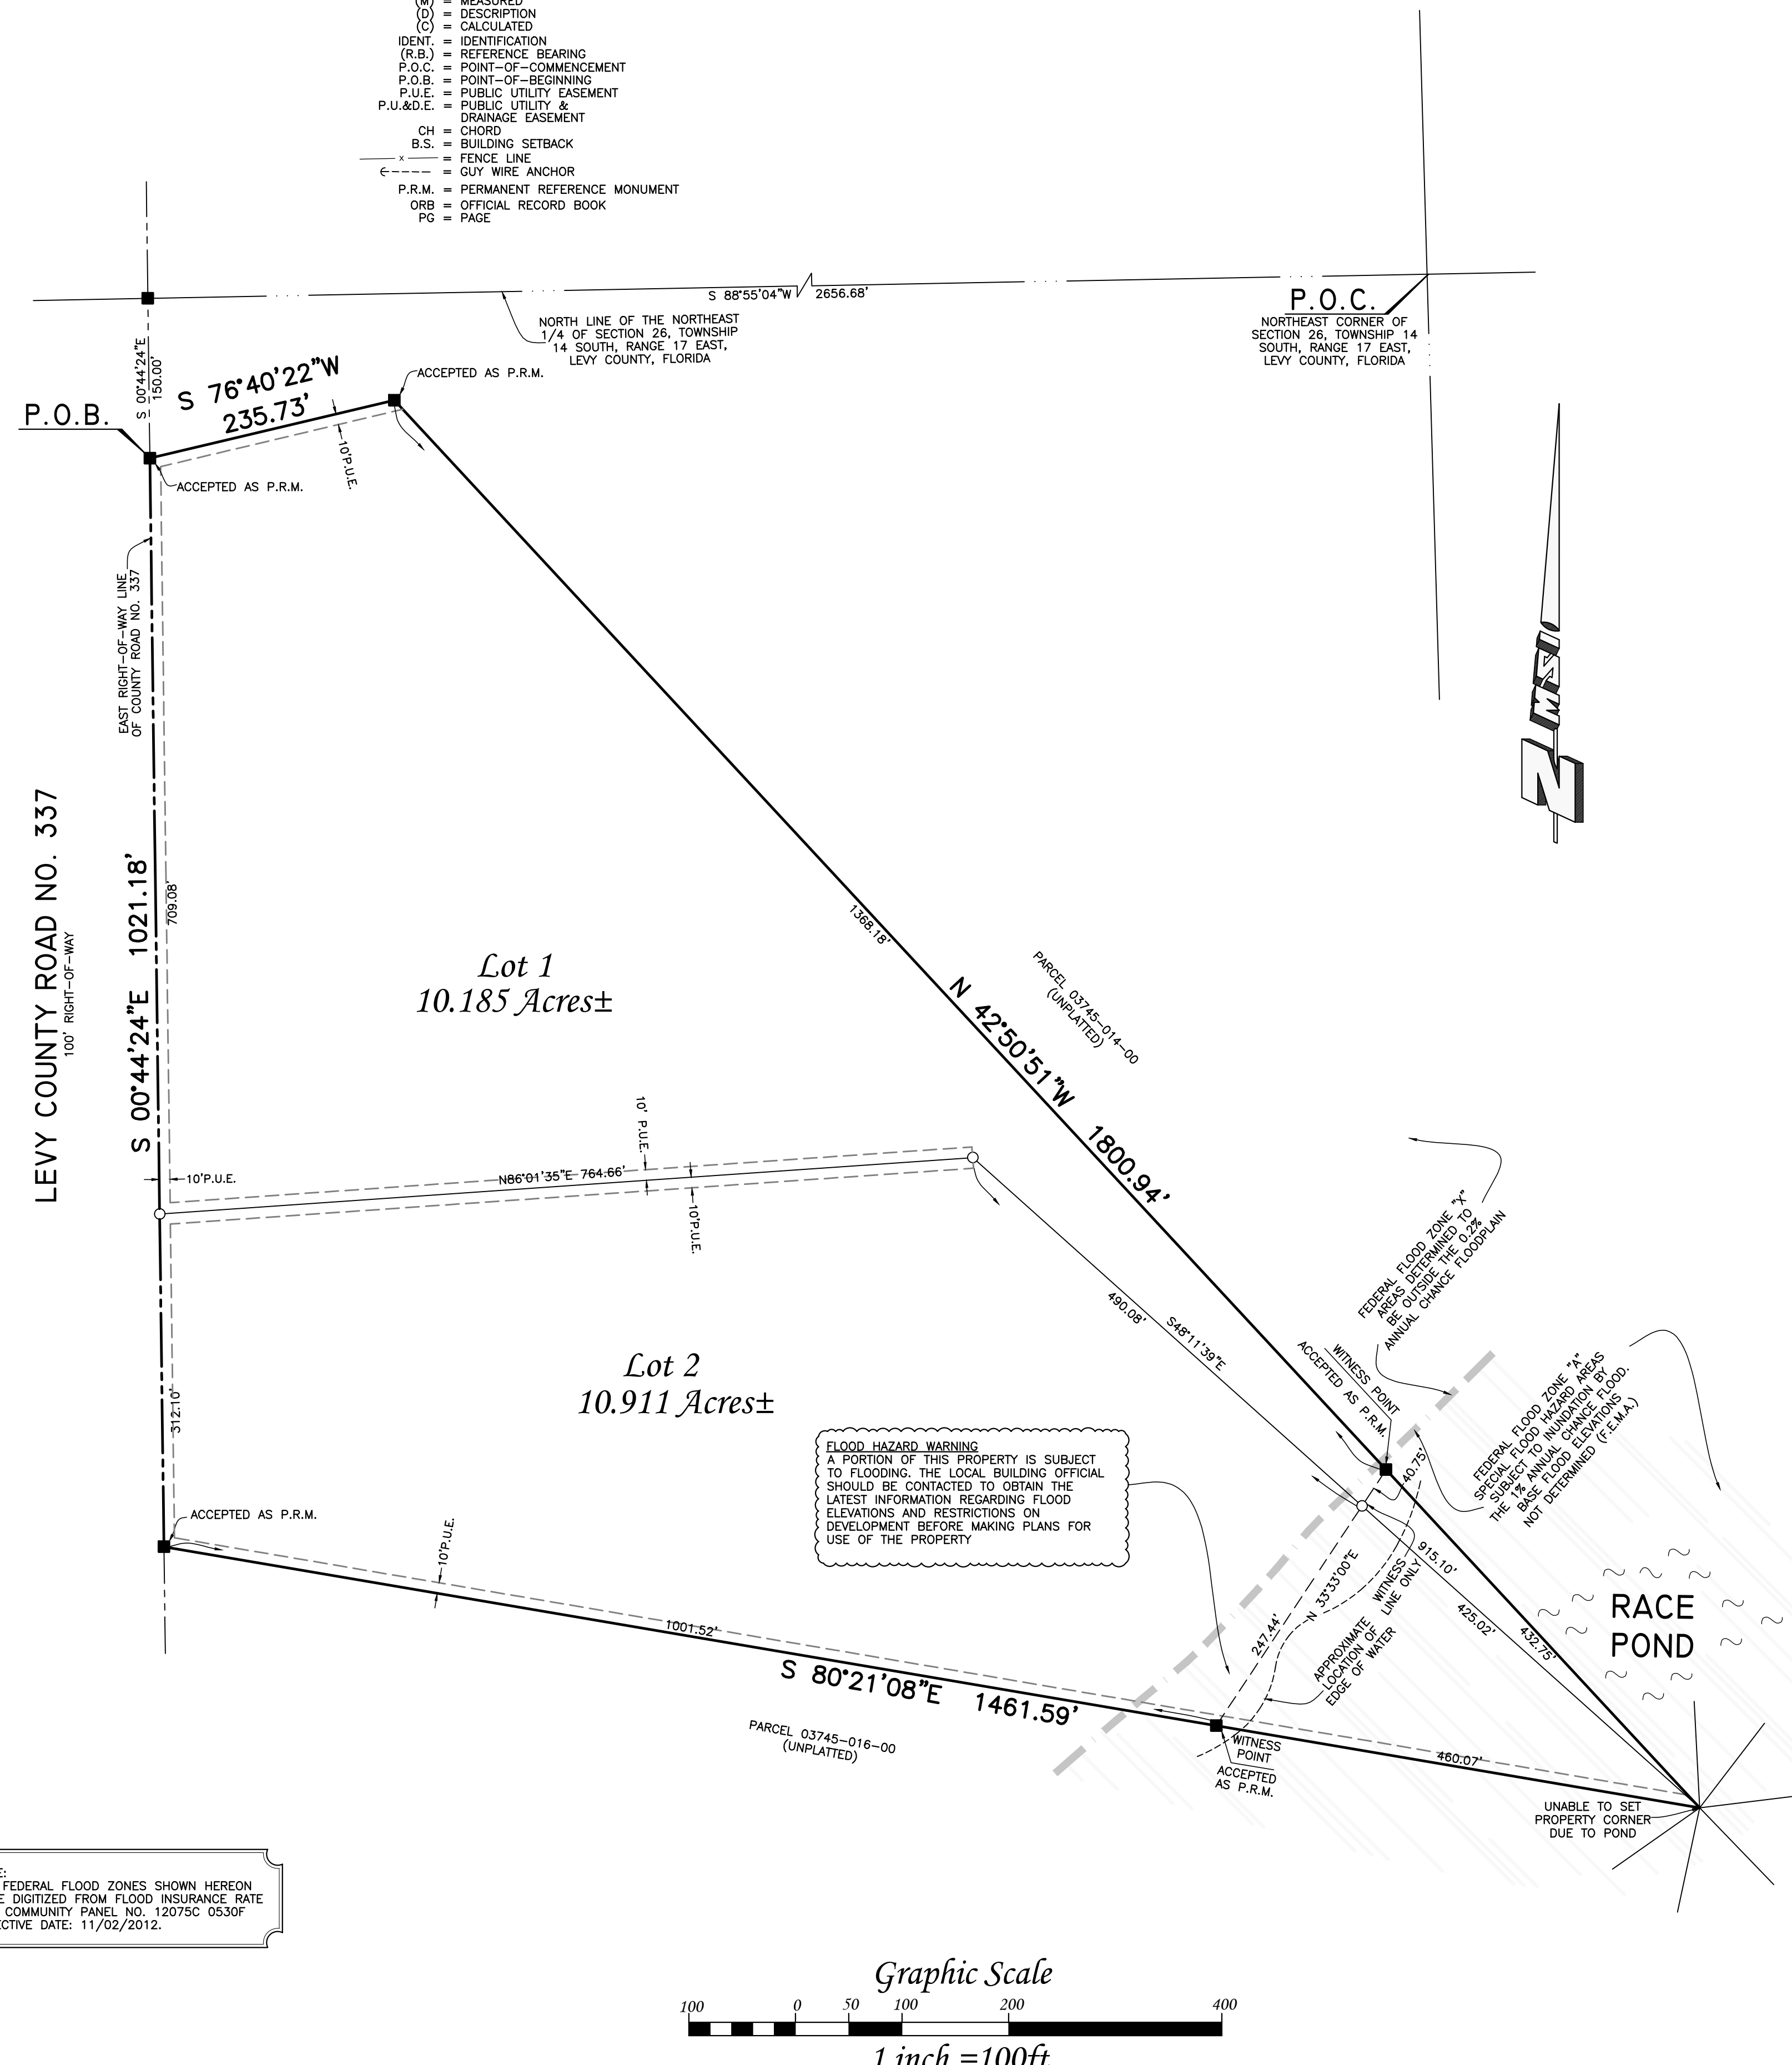 (M) = MEASURED
(D) = DESCRIPTION
(C) = CALCULATED
IDENT. = IDENTIFICATION
(R.B.) = REFERENCE BEARING
P.O.C. = POINT-OF-COMMENCEMENT
P.O.B. = POINT-OF-BEGINNING
P.U.E. = PUBLIC UTILITY EASEMENT
P.U.&D.E. = PUBLIC UTILITY &
DRAINAGE EASEMENT
CH = CHORD
B.S. = BUILDING SETBACK
x = FENCE LINE
= GUY WIRE ANCHOR
P.R.M. = PERMANENT REFERENCE MONUMENT
ORB = OFFICIAL RECORD BOOK
PG = PAGE
S 88°55'04"W 2656.68'
NORTH LINE OF THE NORTHEAST
1/4 OF SECTION 26, TOWNSHIP
14 SOUTH, RANGE 17 EAST,
LEVY COUNTY, FLORIDA
P.O.C.
NORTHEAST CORNER OF
SECTION 26, TOWNSHIP 14
SOUTH, RANGE 17 EAST,
LEVY COUNTY, FLORIDA
S 00°44'24"E
150.00'
S 76°40'22"W
235.73'
ACCEPTED AS P.R.M.
P.O.B.
10'P.U.E.
ACCEPTED AS P.R.M.
EAST RIGHT-OF-WAY LINE
OF COUNTY ROAD NO. 337
LEVY COUNTY ROAD NO. 337
100' RIGHT-OF-WAY
S 00°44'24"E 1021.18'
709.08'
Lot 1
10.185 Acres±
1368.18'
N 42°50'51"W 1800.94'
PARCEL 03745-014-00
(UNPLATTED)
MSI.
N
10' P.U.E.
10'P.U.E.
N86°01'35"E 764.66'
10'P.U.E.
312.10'
Lot 2
10.911 Acres±
490.08'
S48°11'39"E
FEDERAL FLOOD ZONE "X"
AREAS DETERMINED TO
BE OUTSIDE THE 0.2%
ANNUAL CHANCE FLOODPLAIN
WITNESS POINT
ACCEPTED AS P.R.M.
FEDERAL FLOOD ZONE "A"
SPECIAL FLOOD HAZARD AREAS
SUBJECT TO INUNDATION BY
THE 1% ANNUAL CHANCE FLOOD.
BASE FLOOD ELEVATIONS
NOT DETERMINED (F.E.M.A.)
FLOOD HAZARD WARNING
A PORTION OF THIS PROPERTY IS SUBJECT
TO FLOODING. THE LOCAL BUILDING OFFICIAL
SHOULD BE CONTACTED TO OBTAIN THE
LATEST INFORMATION REGARDING FLOOD
ELEVATIONS AND RESTRICTIONS ON
DEVELOPMENT BEFORE MAKING PLANS FOR
USE OF THE PROPERTY
40.75'
915.10'
N 33°33'00"E
247.44'
WITNESS
LINE ONLY
APPROXIMATE
LOCATION OF
EDGE OF WATER
425.02'
432.75'
RACE
POND
ACCEPTED AS P.R.M.
10'P.U.E.
1001.52'
S 80°21'08"E 1461.59'
PARCEL 03745-016-00
(UNPLATTED)
WITNESS
POINT
ACCEPTED
AS P.R.M.
460.07'
UNABLE TO SET
PROPERTY CORNER
DUE TO POND
E:
FEDERAL FLOOD ZONES SHOWN HEREON
E DIGITIZED FROM FLOOD INSURANCE RATE
COMMUNITY PANEL NO. 12075C 0530F
CTIVE DATE: 11/02/2012.
Graphic Scale
100 0 50 100 200 400
1 inch =100ft